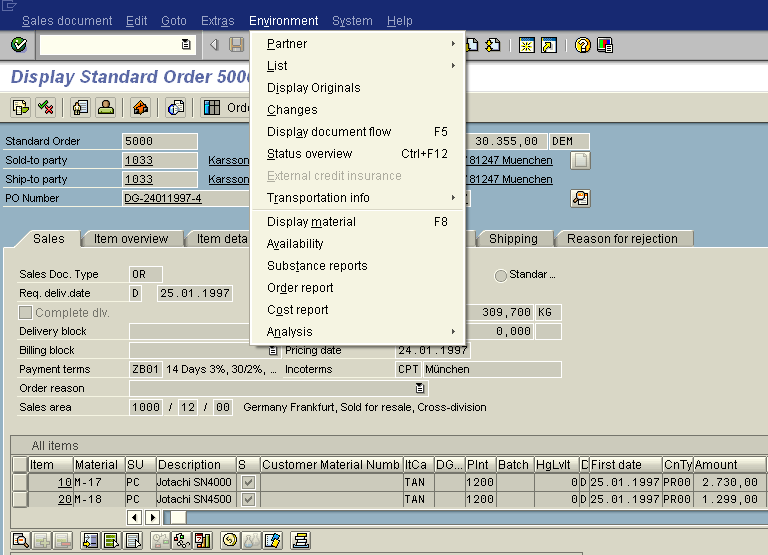 Sales document Edit Goto Extras Environment System Help
Partner
List
Display Originals
Changes
Display document flow F5
Status overview Ctrl+F12
External credit insurance
Transportation info
Display material F8
Availability
Substance reports
Order report
Cost report
Analysis
Display Standard Order 500
Orde
Standard Order 5000 30.355,00 DEM
Sold-to party 1033 Karsson 81247 Muenchen
Ship-to party 1033 Karsson 81247 Muenchen
PO Number DG-24011997-4
Sales Item overview Item deta Shipping Reason for rejection
Sales Doc. Type OR Standar ...
Req. deliv.date D 25.01.1997
Complete dlv. 309,700 KG
Delivery block 0,000
Billing block Pricing date 24.01.1997
Payment terms ZB01 14 Days 3%, 30/2%, ... Incoterms CPT München
Order reason
Sales area 1000 / 12 / 00 Germany Frankfurt, Sold for resale, Cross-division
All items
Item Material SU Description S Customer Material Numb ItCa DG... Plnt Batch HgLvIt D First date CnTy Amount
10 M-17 PC Jotachi SN4000 TAN 1200 0 D 25.01.1997 PR00 2.730,00
20 M-18 PC Jotachi SN4500 TAN 1200 0 D 25.01.1997 PR00 1.299,00